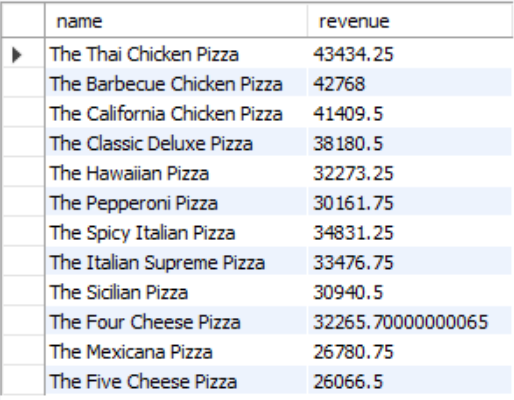 name revenue
The Thai Chicken Pizza 43434.25
The Barbecue Chicken Pizza 42768
The California Chicken Pizza 41409.5
The Classic Deluxe Pizza 38180.5
The Hawaiian Pizza 32273.25
The Pepperoni Pizza 30161.75
The Spicy Italian Pizza 34831.25
The Italian Supreme Pizza 33476.75
The Sicilian Pizza 30940.5
The Four Cheese Pizza 32265.70000000065
The Mexicana Pizza 26780.75
The Five Cheese Pizza 26066.5